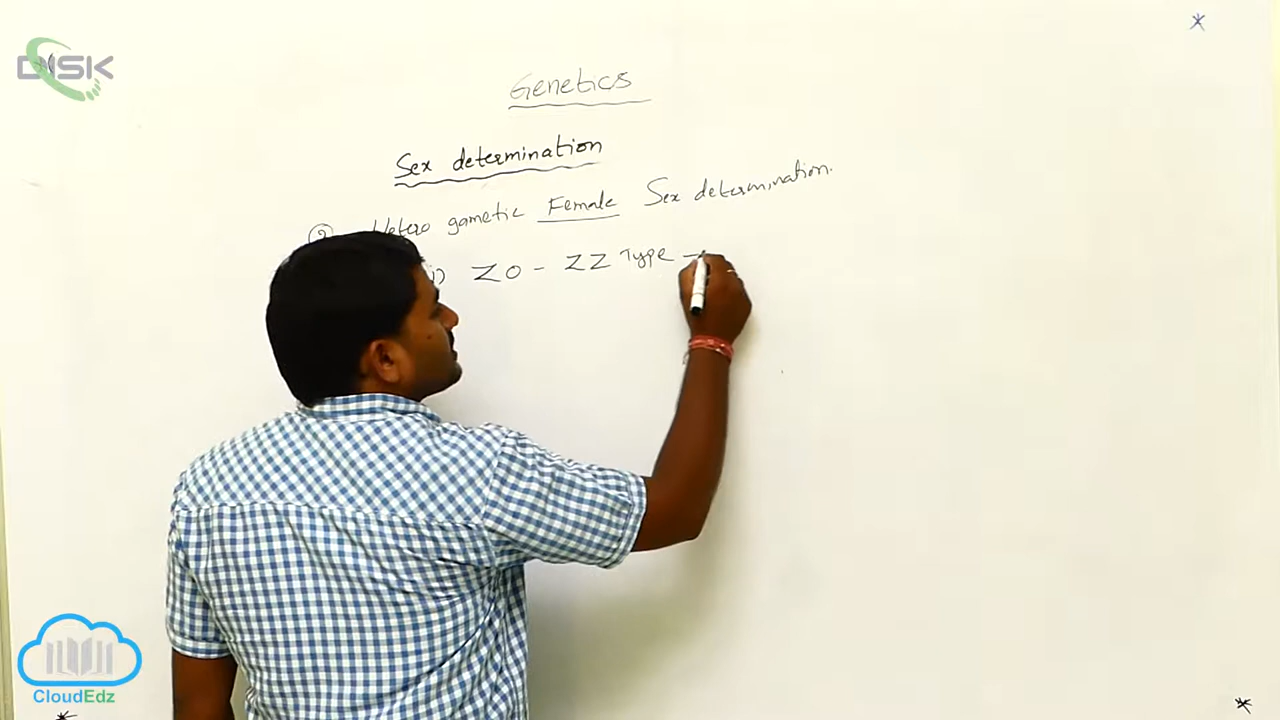 DISK
Genetics
Sex determination
Hetero gametic Female Sex determination.
i) ZO - ZZ Type -
CloudEdz